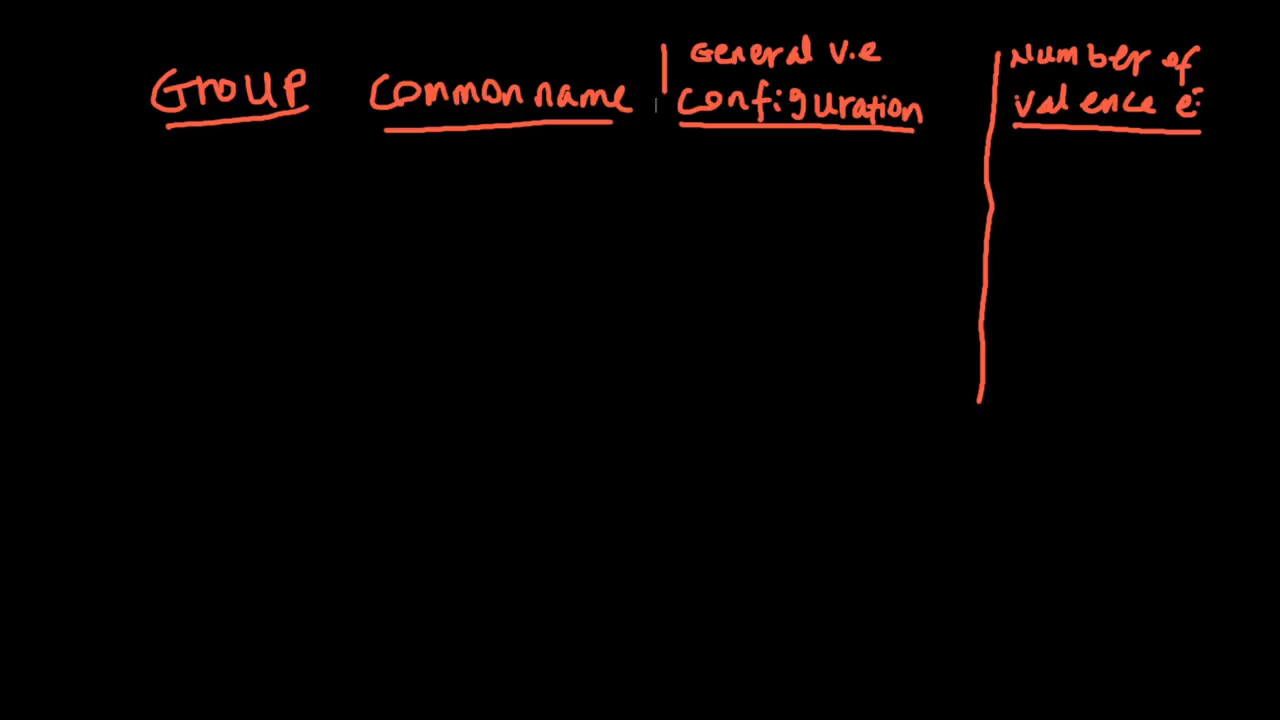 Group
Common name
General v.e
configuration
Number of
valence e⁻